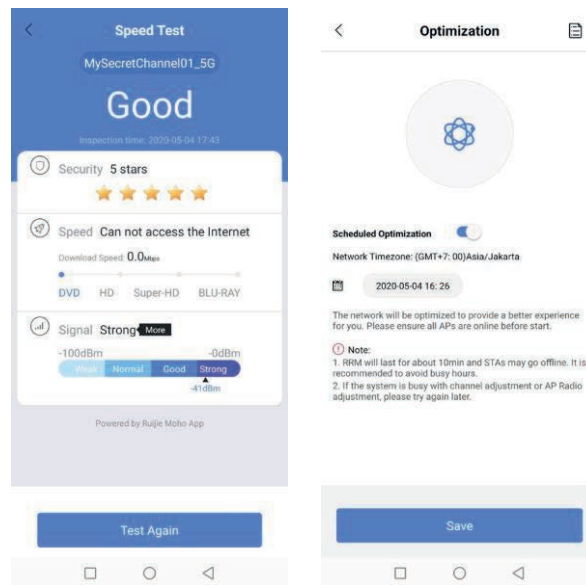 Speed Test
MySecretChannel01_5G
Good
Inspection time: 2020-05-04 17:43
Security 5 stars
Speed Can not access the Internet
Download Speed: 0.0Mbps
DVD HD Super-HD BLU-RAY
Signal Strong More
-100dBm -0dBm
Weak Normal Good Strong
-41dBm
Powered by Ruijie Moho App
Test Again
Optimization
Scheduled Optimization
Network Timezone: (GMT+7: 00)Asia/Jakarta
2020-05-04 16: 26
The network will be optimized to provide a better experience
for you. Please ensure all APs are online before start.
Note:
1. RRM will last for about 10min and STAs may go offline. It is
recommended to avoid busy hours.
2. If the system is busy with channel adjustment or AP Radio
adjustment, please try again later.
Save